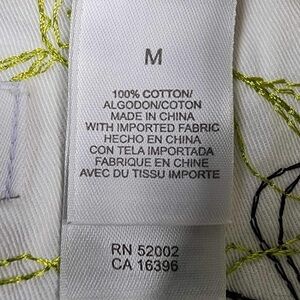 M
100% COTTON/
ALGODON/COTON
MADE IN CHINA
WITH IMPORTED FABRIC
HECHO EN CHINA
CON TELA IMPORTADA
FABRIQUE EN CHINE
AVEC DU TISSU IMPORTE
RN 52002
CA 16396